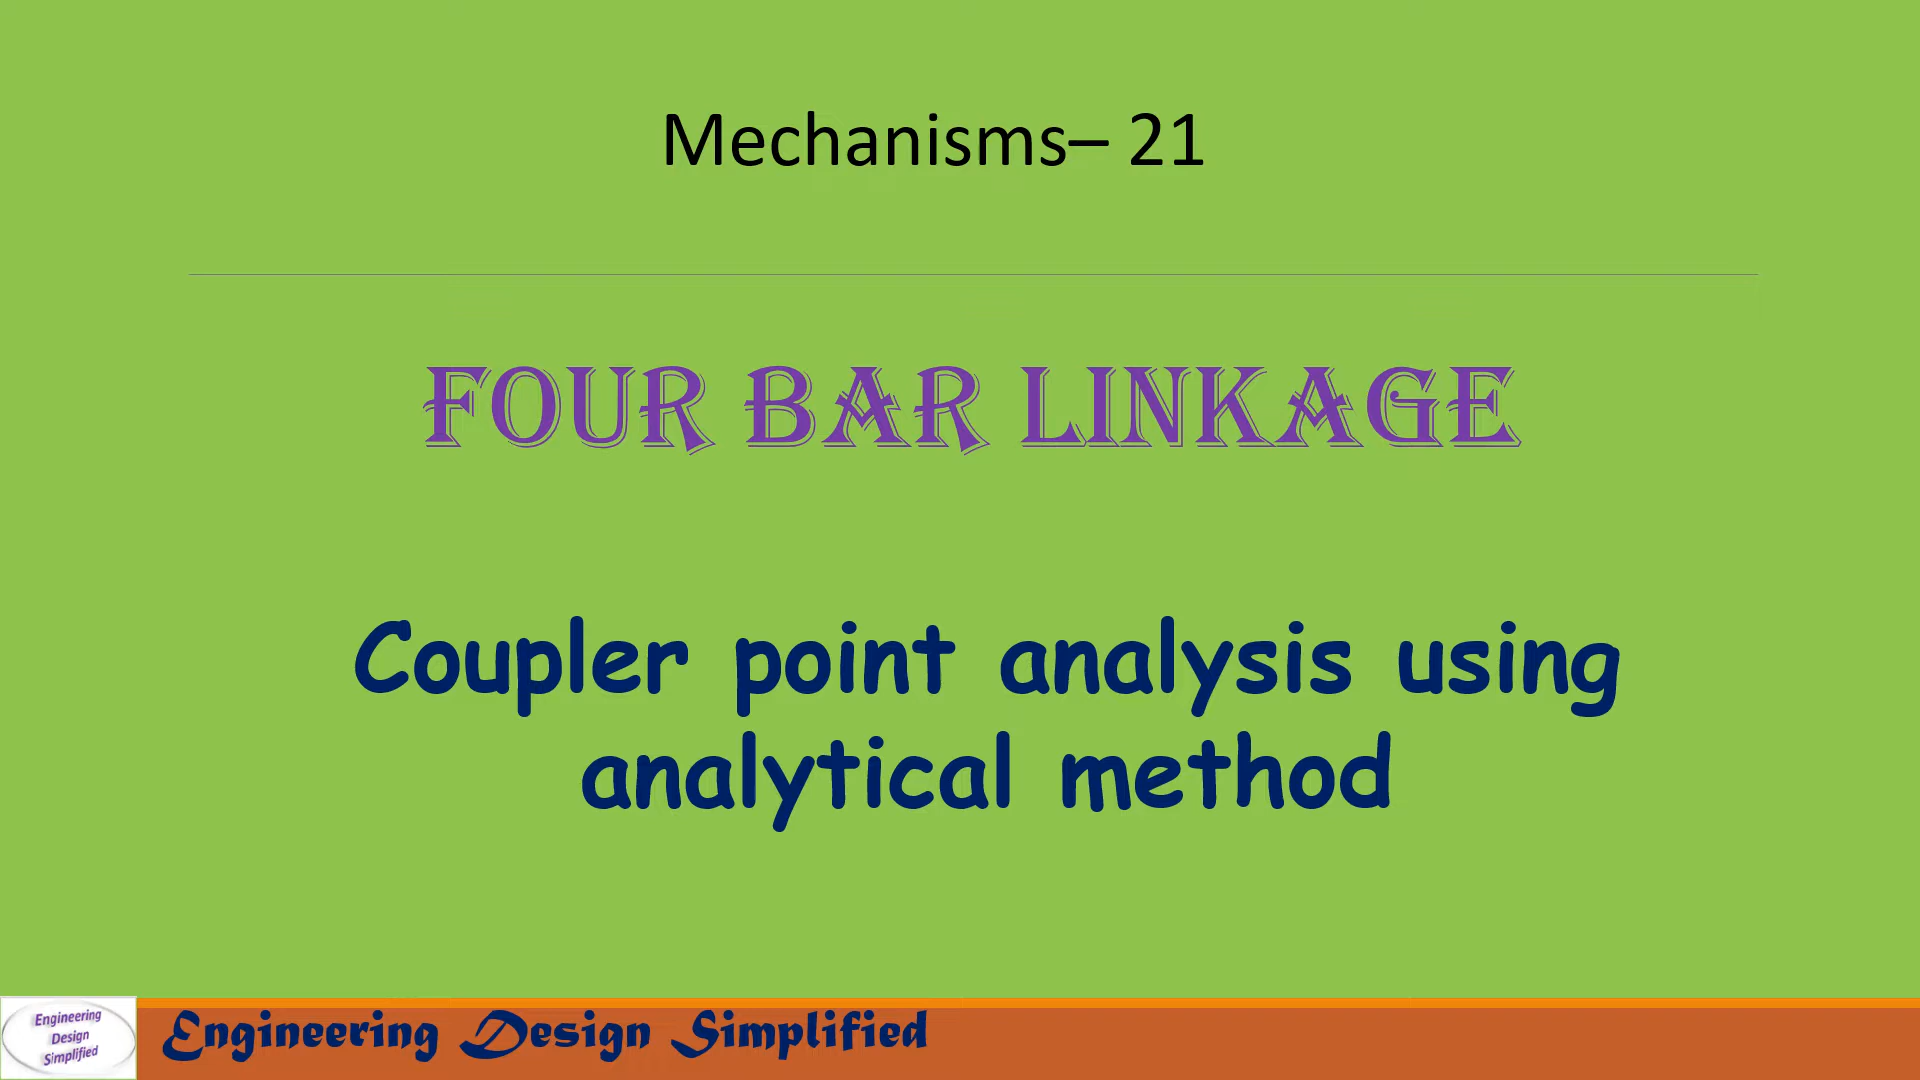 Mechanisms– 21
FOUR BAR LINKAGE
Coupler point analysis using
analytical method
Engineering
Design
Simplified
Engineering Design Simplified